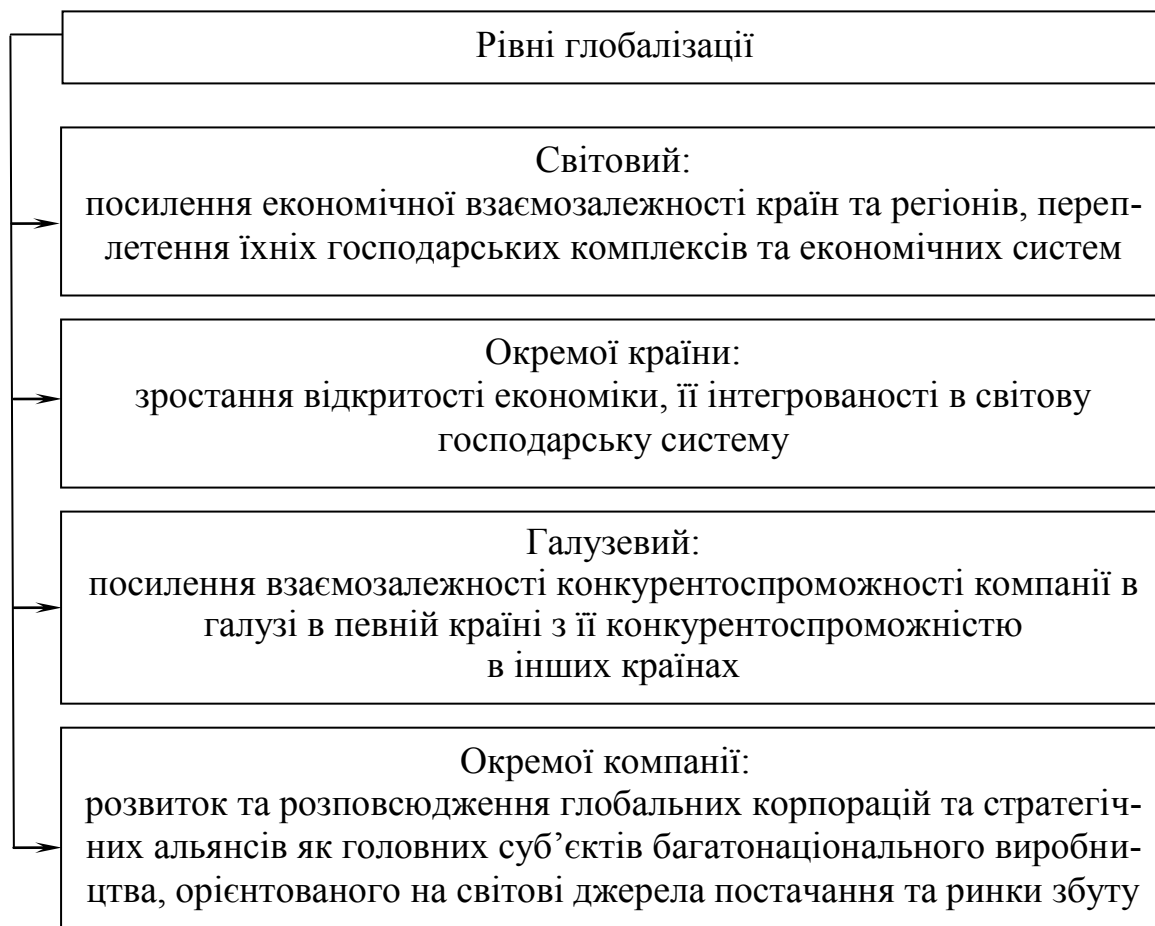 Рівні глобалізації
Світовий:
посилення економічної взаємозалежності країн та регіонів, переп-
летення їхніх господарських комплексів та економічних систем
Окремої країни:
зростання відкритості економіки, її інтегрованості в світову
господарську систему
Галузевий:
посилення взаємозалежності конкурентоспроможності компанії в
галузі в певній країні з її конкурентоспроможністю
в інших країнах
Окремої компанії:
розвиток та розповсюдження глобальних корпорацій та стратегіч-
них альянсів як головних суб’єктів багатонаціонального виробни-
цтва, орієнтованого на світові джерела постачання та ринки збуту